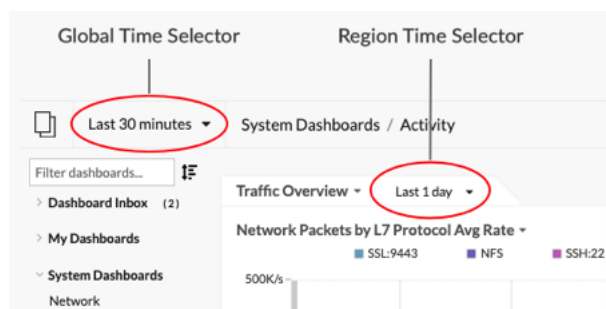 Global Time Selector Region Time Selector
Last 30 minutes System Dashboards / Activity
Filter dashboards...
Dashboard Inbox (2)
My Dashboards
System Dashboards
Network
Traffic Overview Last 1 day
Network Packets by L7 Protocol Avg Rate
SSL:9443 NFS SSH:22
500K/s